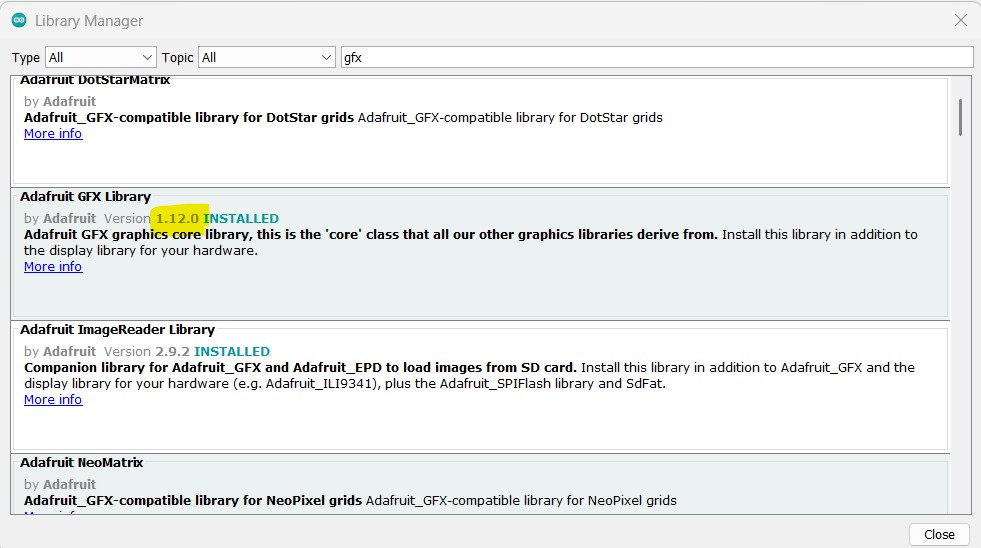 Library Manager
Type All Topic All gfx
Adafruit DotStarMatrix
by Adafruit
Adafruit_GFX-compatible library for DotStar grids Adafruit_GFX-compatible library for DotStar grids
More info
Adafruit GFX Library
by Adafruit Version 1.12.0 INSTALLED
Adafruit GFX graphics core library, this is the 'core' class that all our other graphics libraries derive from. Install this library in addition to
the display library for your hardware.
More info
Adafruit ImageReader Library
by Adafruit Version 2.9.2 INSTALLED
Companion library for Adafruit_GFX and Adafruit_EPD to load images from SD card. Install this library in addition to Adafruit_GFX and the
display library for your hardware (e.g. Adafruit_ILI9341), plus the Adafruit_SPIFlash library and SdFat.
More info
Adafruit NeoMatrix
by Adafruit
Adafruit_GFX-compatible library for NeoPixel grids Adafruit_GFX-compatible library for NeoPixel grids
More info
Close